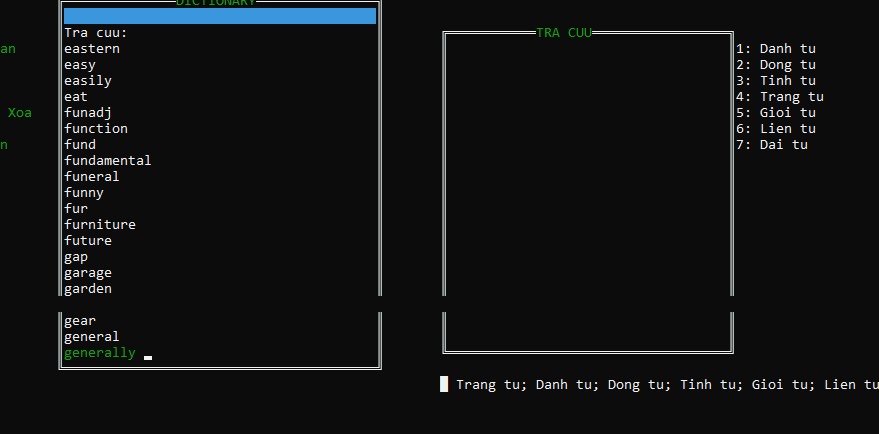 DICTIONARY
Tra cuu:
eastern
easy
easily
eat
funadj
function
fund
fundamental
funeral
funny
fur
furniture
future
gap
garage
garden
gear
general
generally
an
Xoa
n
TRA CUU
1: Danh tu
2: Dong tu
3: Tinh tu
4: Trang tu
5: Gioi tu
6: Lien tu
7: Dai tu
Trang tu; Danh tu; Dong tu; Tinh tu; Gioi tu; Lien tu